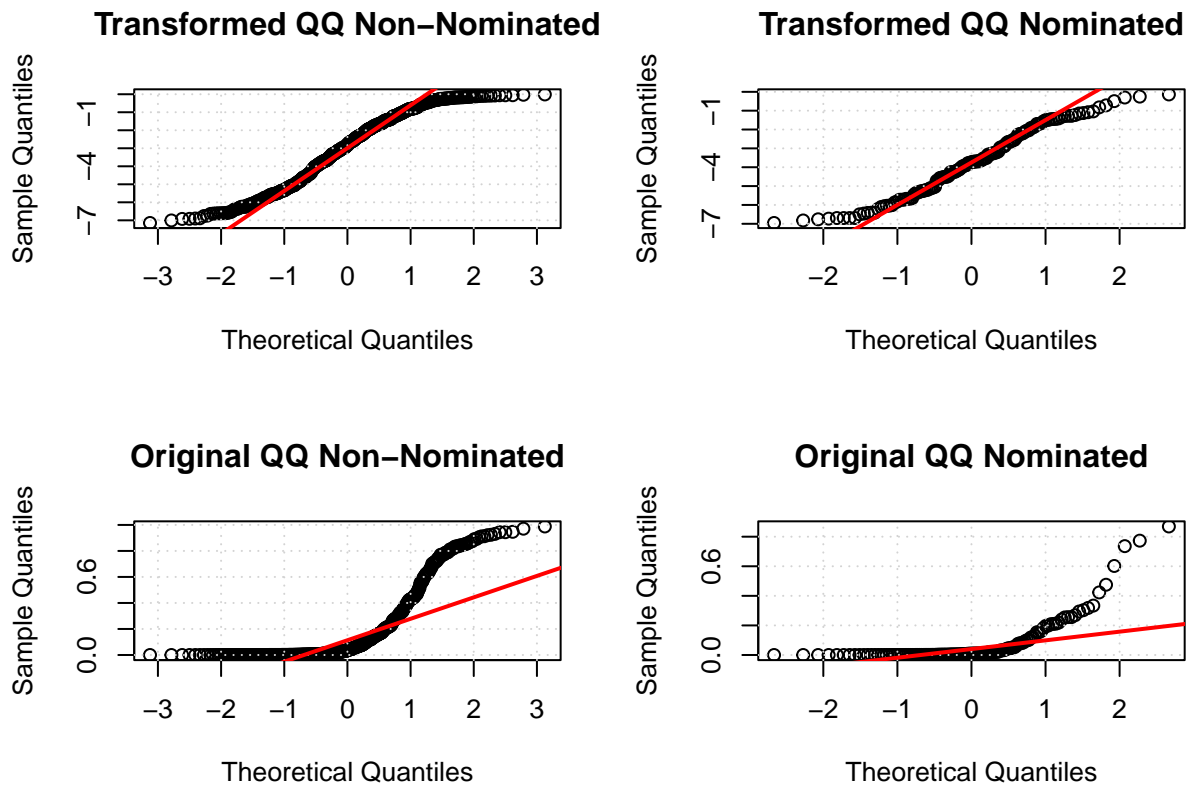 Transformed QQ Non−Nominated
Sample Quantiles
−1
−4
−7
−3 −2 −1 0 1 2 3
Theoretical Quantiles
Transformed QQ Nominated
Sample Quantiles
−1
−4
−7
−2 −1 0 1 2
Theoretical Quantiles
Original QQ Non−Nominated
Sample Quantiles
0.6
0.0
−3 −2 −1 0 1 2 3
Theoretical Quantiles
Original QQ Nominated
Sample Quantiles
0.6
0.0
−2 −1 0 1 2
Theoretical Quantiles